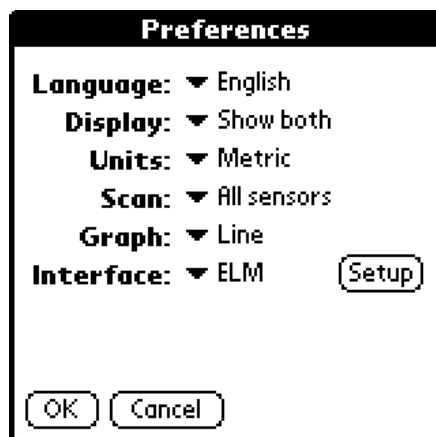 Preferences
Language: English
Display: Show both
Units: Metric
Scan: All sensors
Graph: Line
Interface: ELM Setup
OK Cancel